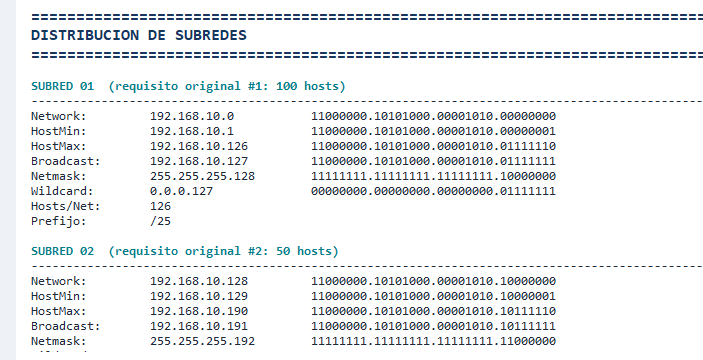 ====================================================================================================
DISTRIBUCION DE SUBREDES
====================================================================================================
SUBRED 01  (requisito original #1: 100 hosts)
----------------------------------------------------------------------------------------------------
Network:         192.168.10.0           11000000.10101000.00001010.00000000
HostMin:         192.168.10.1           11000000.10101000.00001010.00000001
HostMax:         192.168.10.126         11000000.10101000.00001010.01111110
Broadcast:       192.168.10.127         11000000.10101000.00001010.01111111
Netmask:         255.255.255.128        11111111.11111111.11111111.10000000
Wildcard:        0.0.0.127              00000000.00000000.00000000.01111111
Hosts/Net:       126
Prefijo:         /25
SUBRED 02  (requisito original #2: 50 hosts)
----------------------------------------------------------------------------------------------------
Network:         192.168.10.128         11000000.10101000.00001010.10000000
HostMin:         192.168.10.129         11000000.10101000.00001010.10000001
HostMax:         192.168.10.190         11000000.10101000.00001010.10111110
Broadcast:       192.168.10.191         11000000.10101000.00001010.10111111
Netmask:         255.255.255.192        11111111.11111111.11111111.11000000